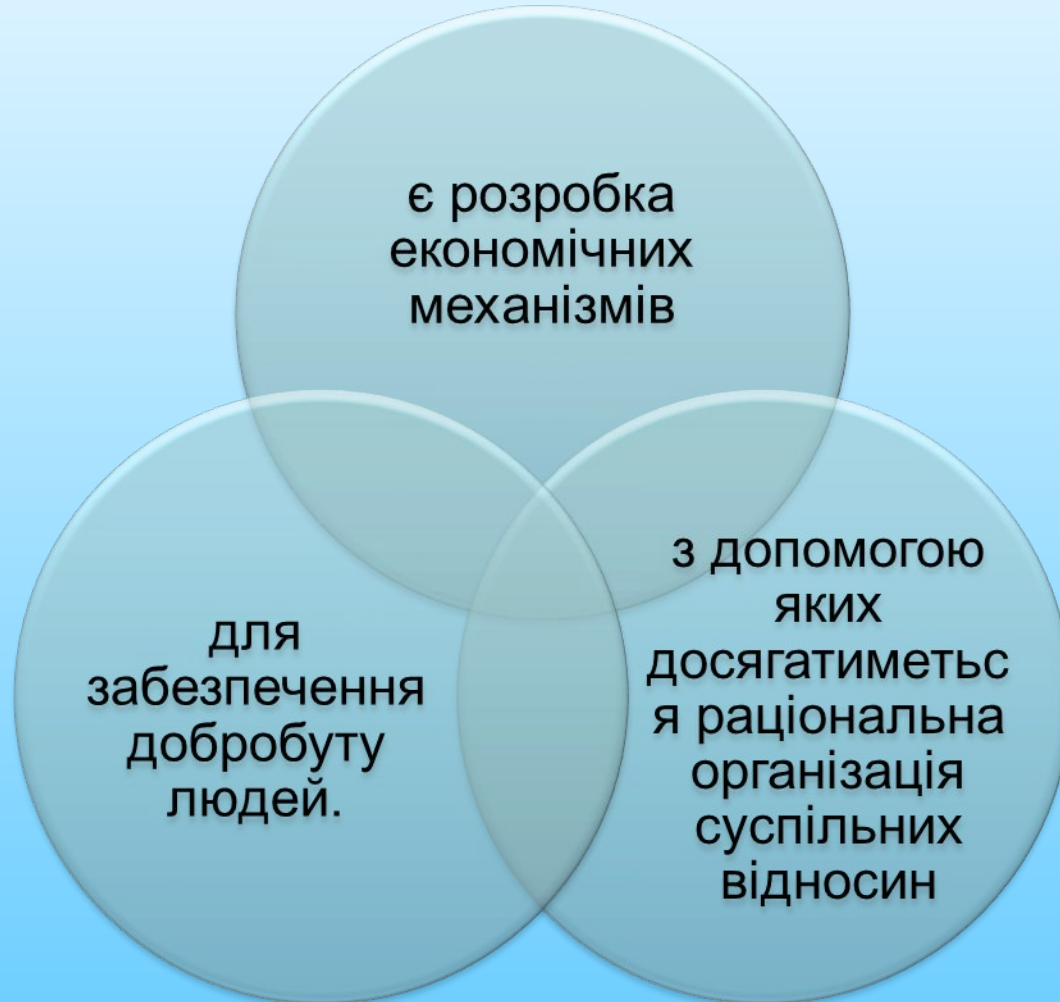 є розробка
економічних
механізмів
з допомогою
яких
досягатиметьс
я раціональна
організація
суспільних
відносин
для
забезпечення
добробуту
людей.